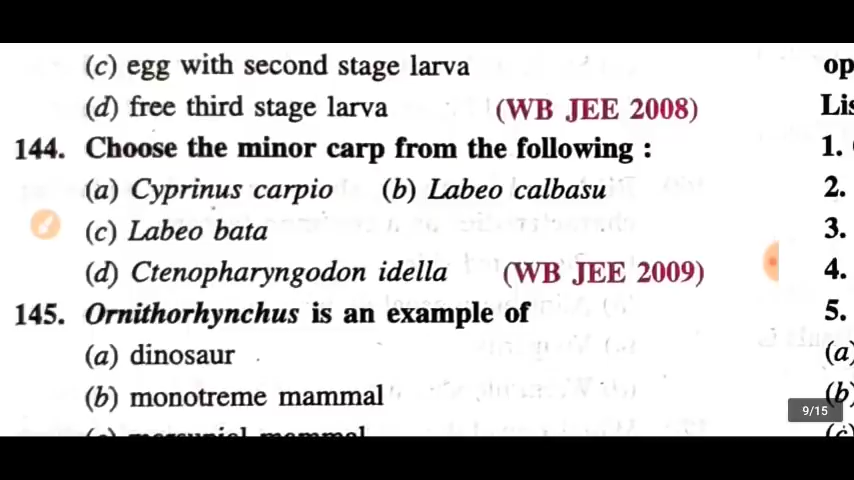 (c) egg with second stage larva
(d) free third stage larva (WB JEE 2008)
144. Choose the minor carp from the following :
(a) Cyprinus carpio (b) Labeo calbasu
(c) Labeo bata
(d) Ctenopharyngodon idella (WB JEE 2009)
145. Ornithorhynchus is an example of
(a) dinosaur
(b) monotreme mammal
op
Lis
1.
2.
3.
4.
5.
(a)
(b)
9/15